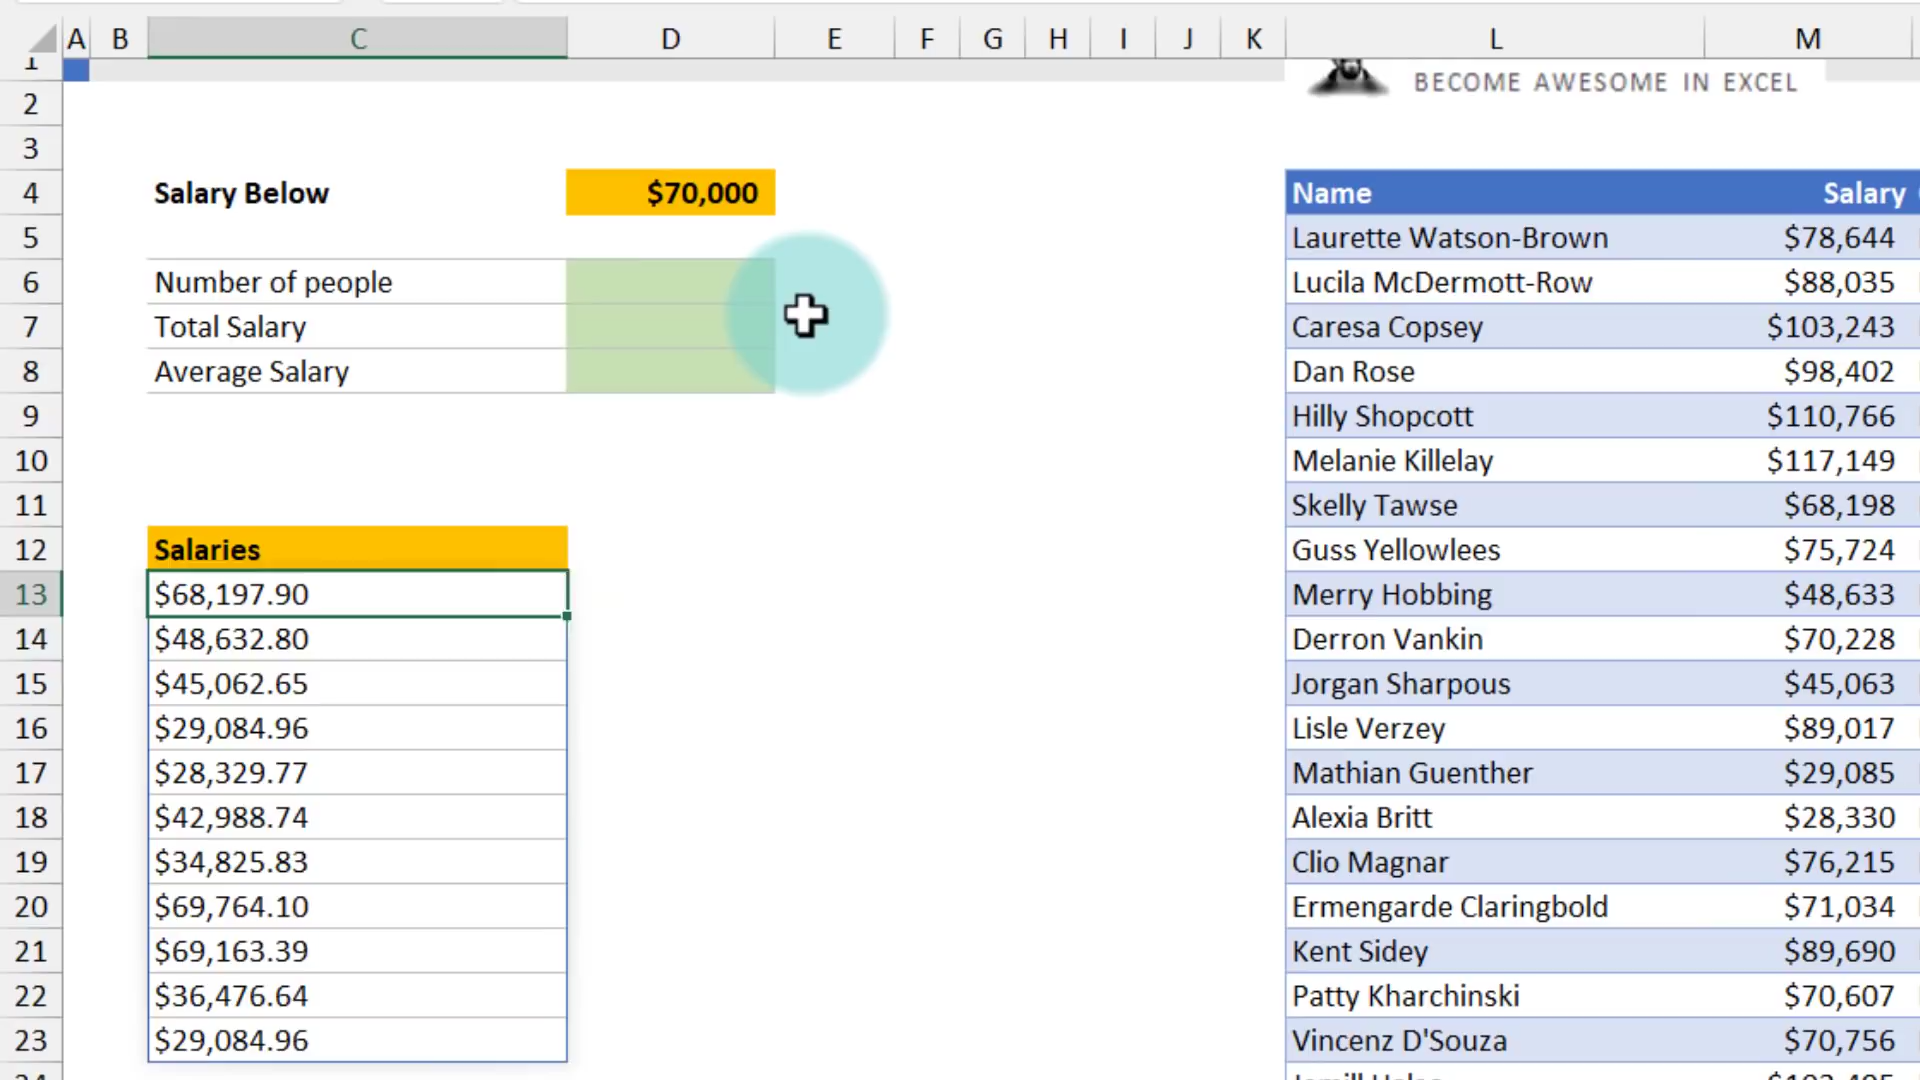 A B C D E F G H I J K L M
1
BECOME AWESOME IN EXCEL
2
3
4 Salary Below $70,000 Name Salary
5 Laurette Watson-Brown $78,644
6 Number of people Lucila McDermott-Row $88,035
7 Total Salary Caresa Copsey $103,243
8 Average Salary Dan Rose $98,402
9 Hilly Shopcott $110,766
10 Melanie Killelay $117,149
11 Skelly Tawse $68,198
12 Salaries Guss Yellowlees $75,724
13 $68,197.90 Merry Hobbing $48,633
14 $48,632.80 Derron Vankin $70,228
15 $45,062.65 Jorgan Sharpous $45,063
16 $29,084.96 Lisle Verzey $89,017
17 $28,329.77 Mathian Guenther $29,085
18 $42,988.74 Alexia Britt $28,330
19 $34,825.83 Clio Magnar $76,215
20 $69,764.10 Ermengarde Claringbold $71,034
21 $69,163.39 Kent Sidey $89,690
22 $36,476.64 Patty Kharchinski $70,607
23 $29,084.96 Vincenz D'Souza $70,756